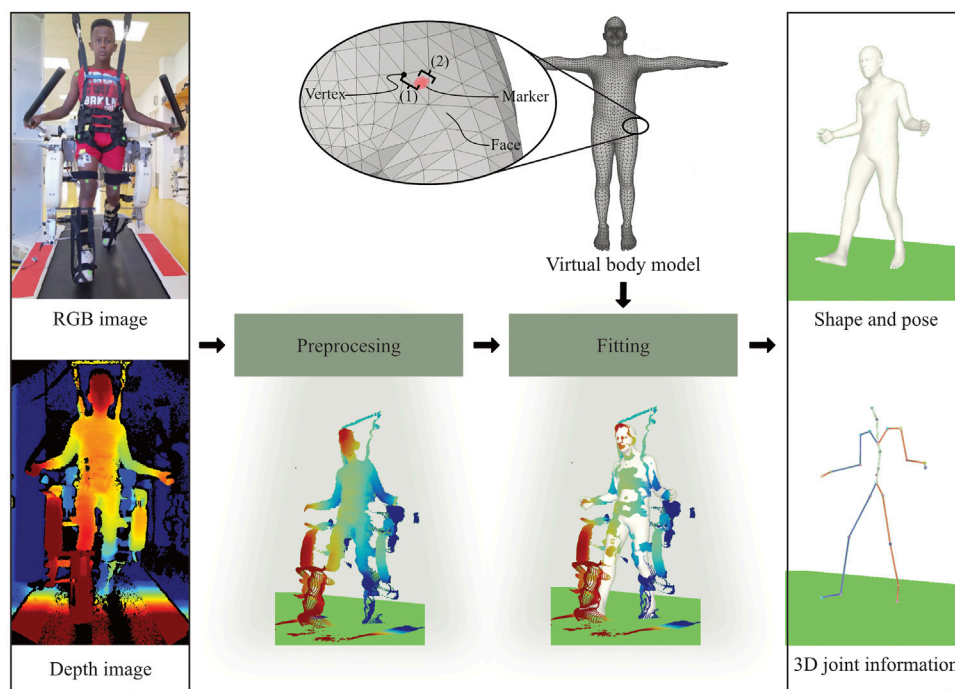 (2)
Vertex
(1)
Marker
Face
Virtual body model
RGB image
Preprocesing
Fitting
Shape and pose
Depth image
3D joint information